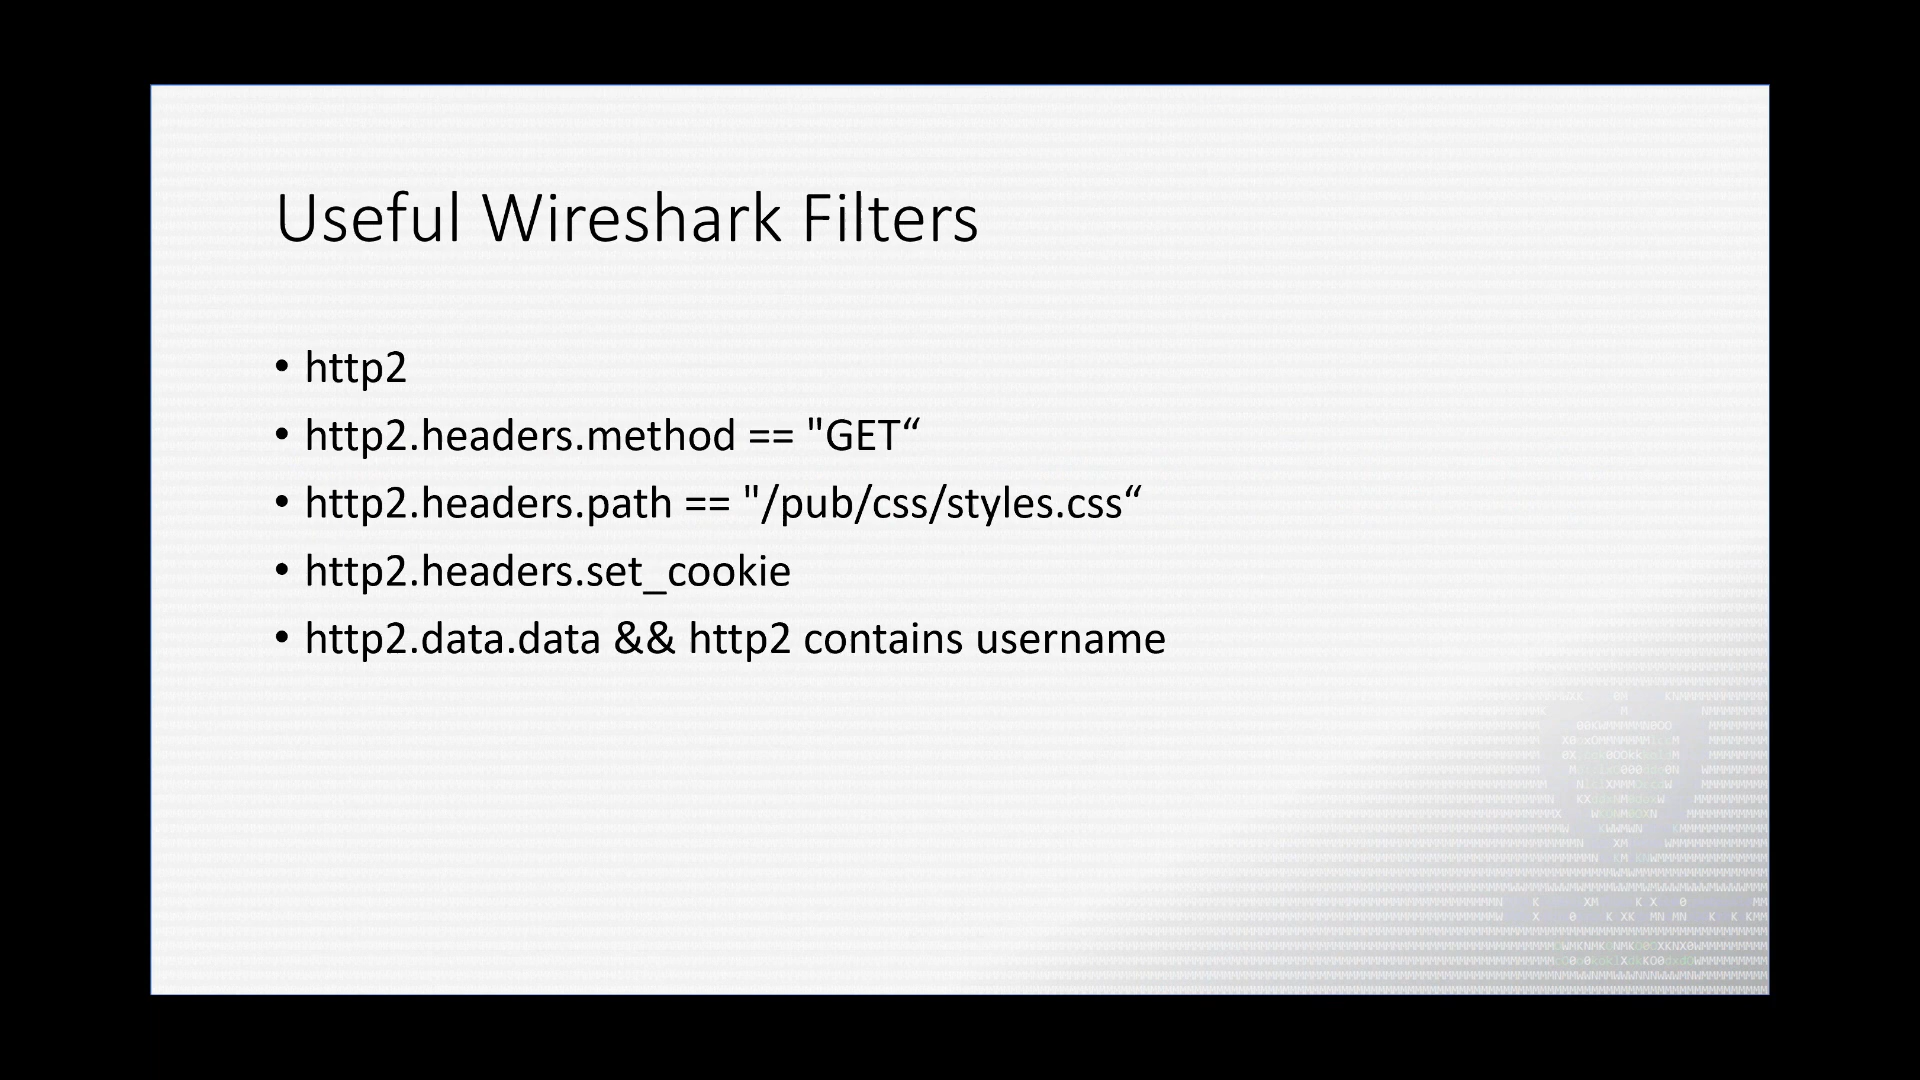 Useful Wireshark Filters
• http2
• http2.headers.method == "GET“
• http2.headers.path == "/pub/css/styles.css“
• http2.headers.set_cookie
• http2.data.data && http2 contains username